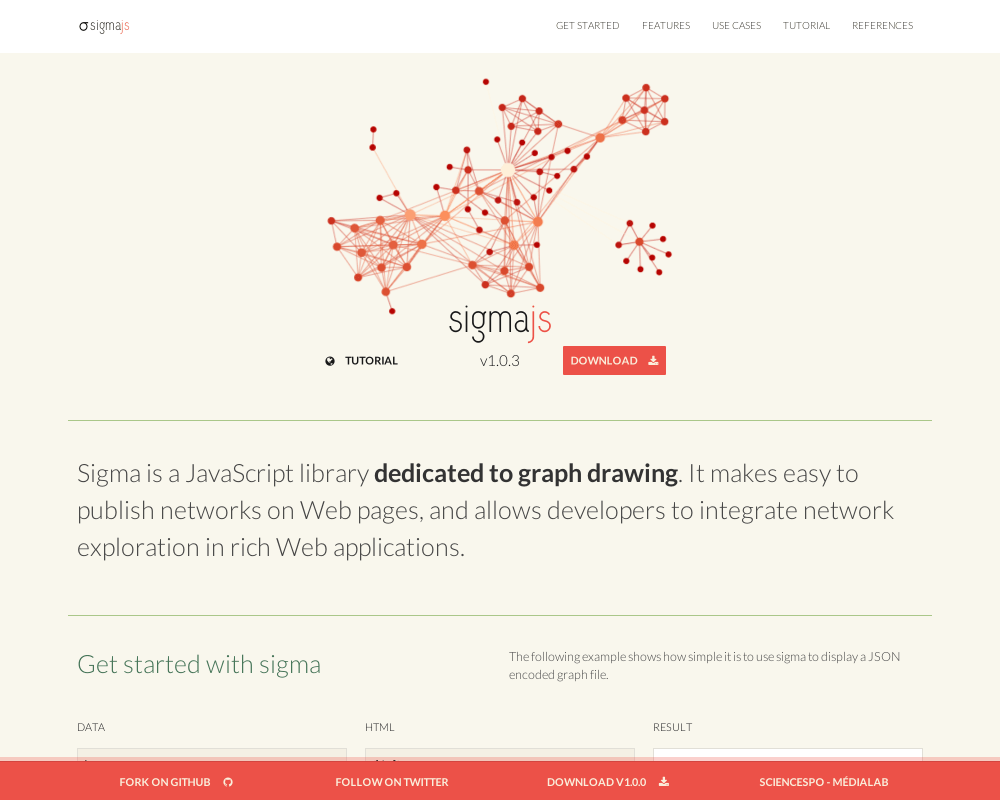 σsigmajs
GET STARTED FEATURES USE CASES TUTORIAL REFERENCES
sigmajs
TUTORIAL v1.0.3 DOWNLOAD
Sigma is a JavaScript library dedicated to graph drawing. It makes easy to
publish networks on Web pages, and allows developers to integrate network
exploration in rich Web applications.
Get started with sigma
The following example shows how simple it is to use sigma to display a JSON
encoded graph file.
DATA HTML RESULT
FORK ON GITHUB FOLLOW ON TWITTER DOWNLOAD V1.0.0 SCIENCESPO - MÉDIALAB